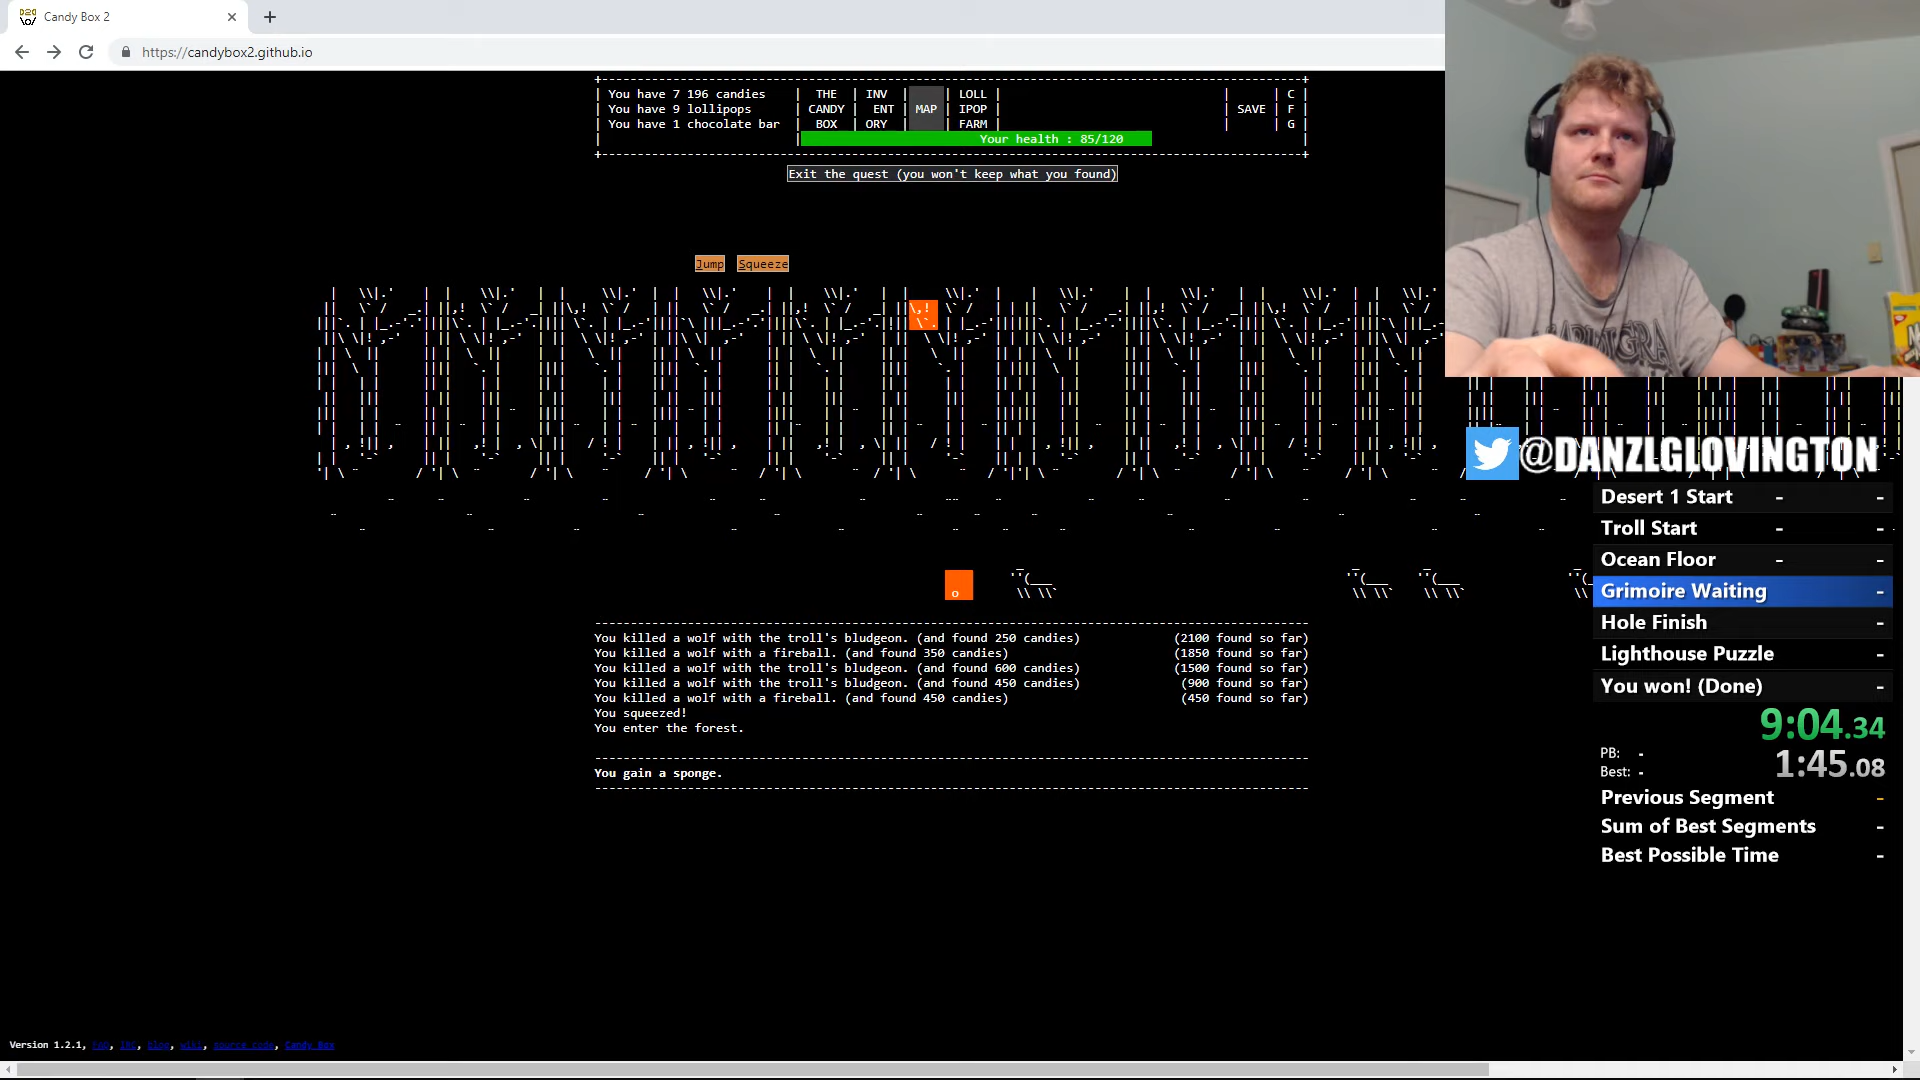 Candy Box 2
https://candybox2.github.io
You have 7 196 candies | THE | INV | | LOLL | | | C |
You have 9 lollipops | CANDY | ENT | MAP | IPOP | | SAVE | F |
You have 1 chocolate bar | BOX | ORY | | FARM | | | G |
Your health : 85/120
Exit the quest (you won't keep what you found)
Jump Squeeze
@DANZLGLOVINGTON
Desert 1 Start - -
Troll Start - -
Ocean Floor - -
Grimoire Waiting -
Hole Finish -
Lighthouse Puzzle -
You won! (Done) -
9:04.34
PB: -
1:45.08
Best: -
Previous Segment -
Sum of Best Segments -
Best Possible Time -
You killed a wolf with the troll's bludgeon. (and found 250 candies) (2100 found so far)
You killed a wolf with a fireball. (and found 350 candies) (1850 found so far)
You killed a wolf with the troll's bludgeon. (and found 600 candies) (1500 found so far)
You killed a wolf with the troll's bludgeon. (and found 450 candies) (900 found so far)
You killed a wolf with a fireball. (and found 450 candies) (450 found so far)
You squeezed!
You enter the forest.
You gain a sponge.
Version 1.2.1, FAQ, IRC, blog, wiki, source code, Candy Box